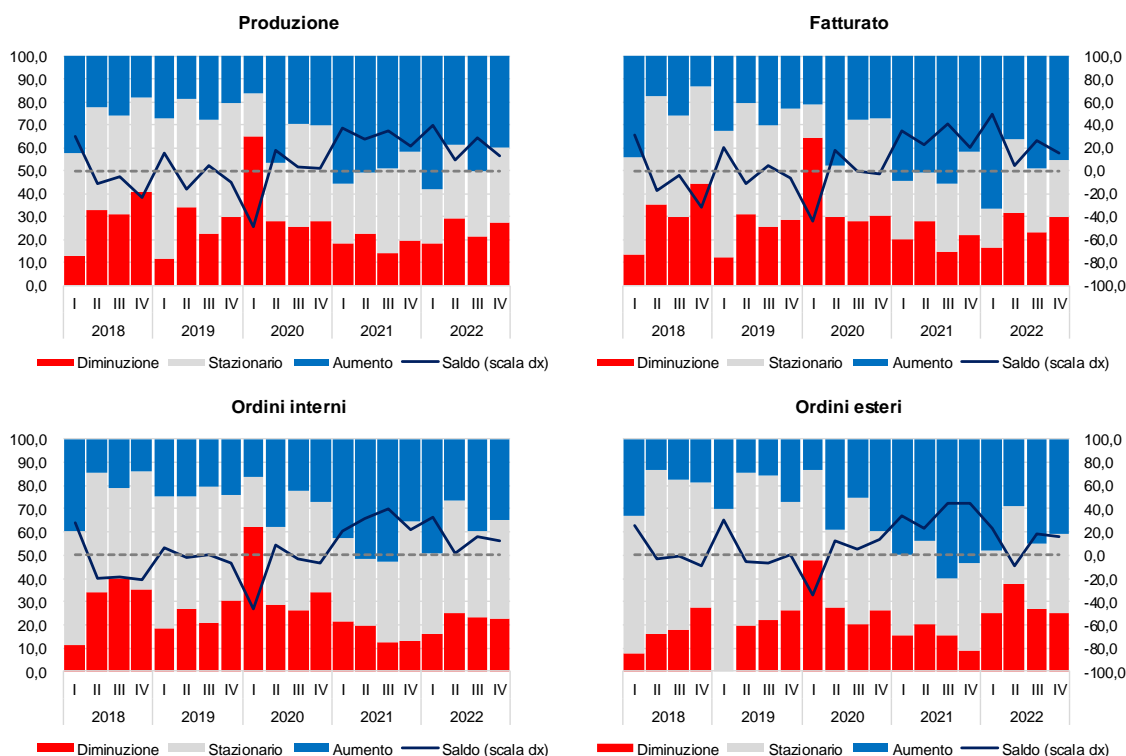 Produzione
100,0
90,0
80,0
70,0
60,0
50,0
40,0
30,0
20,0
10,0
0,0
I II III IV I II III IV I II III IV I II III IV I II III IV
2018 2019 2020 2021 2022
Diminuzione Stazionario Aumento Saldo (scala dx)
Fatturato
100,0
80,0
60,0
40,0
20,0
0,0
-20,0
-40,0
-60,0
-80,0
-100,0
I II III IV I II III IV I II III IV I II III IV I II III IV
2018 2019 2020 2021 2022
Diminuzione Stazionario Aumento Saldo (scala dx)
Ordini interni
100,0
90,0
80,0
70,0
60,0
50,0
40,0
30,0
20,0
10,0
0,0
I II III IV I II III IV I II III IV I II III IV I II III IV
2018 2019 2020 2021 2022
Diminuzione Stazionario Aumento Saldo (scala dx)
Ordini esteri
100,0
80,0
60,0
40,0
20,0
0,0
-20,0
-40,0
-60,0
-80,0
-100,0
I II III IV I II III IV I II III IV I II III IV I II III IV
2018 2019 2020 2021 2022
Diminuzione Stazionario Aumento Saldo (scala dx)